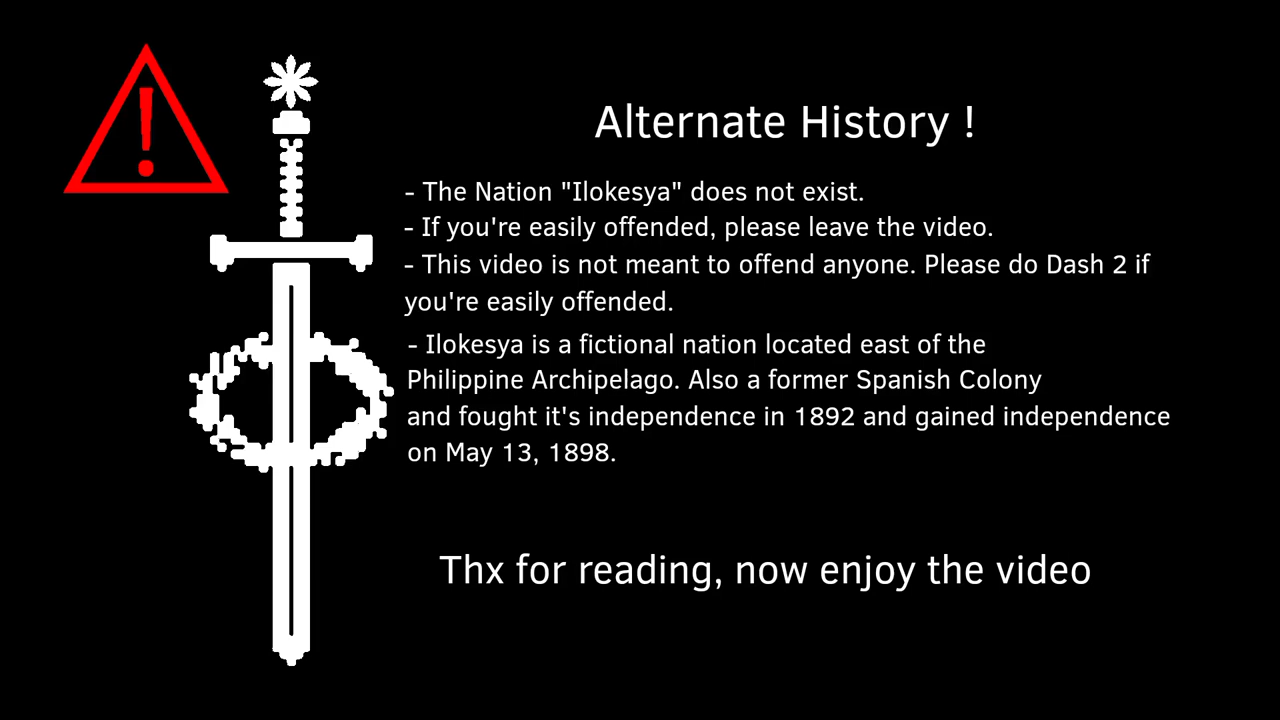 Alternate History !
- The Nation "Ilokesya" does not exist.
- If you're easily offended, please leave the video.
- This video is not meant to offend anyone. Please do Dash 2 if
you're easily offended.
- Ilokesya is a fictional nation located east of the
Philippine Archipelago. Also a former Spanish Colony
and fought it's independence in 1892 and gained independence
on May 13, 1898.
Thx for reading, now enjoy the video